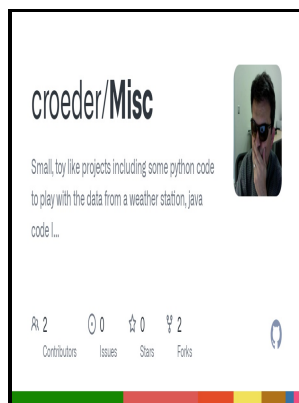 croeder/Misc
Small, toy like projects including some python code
to play with the data from a weather station, java
code I...
2 0 0 2
Contributors Issues Stars Forks